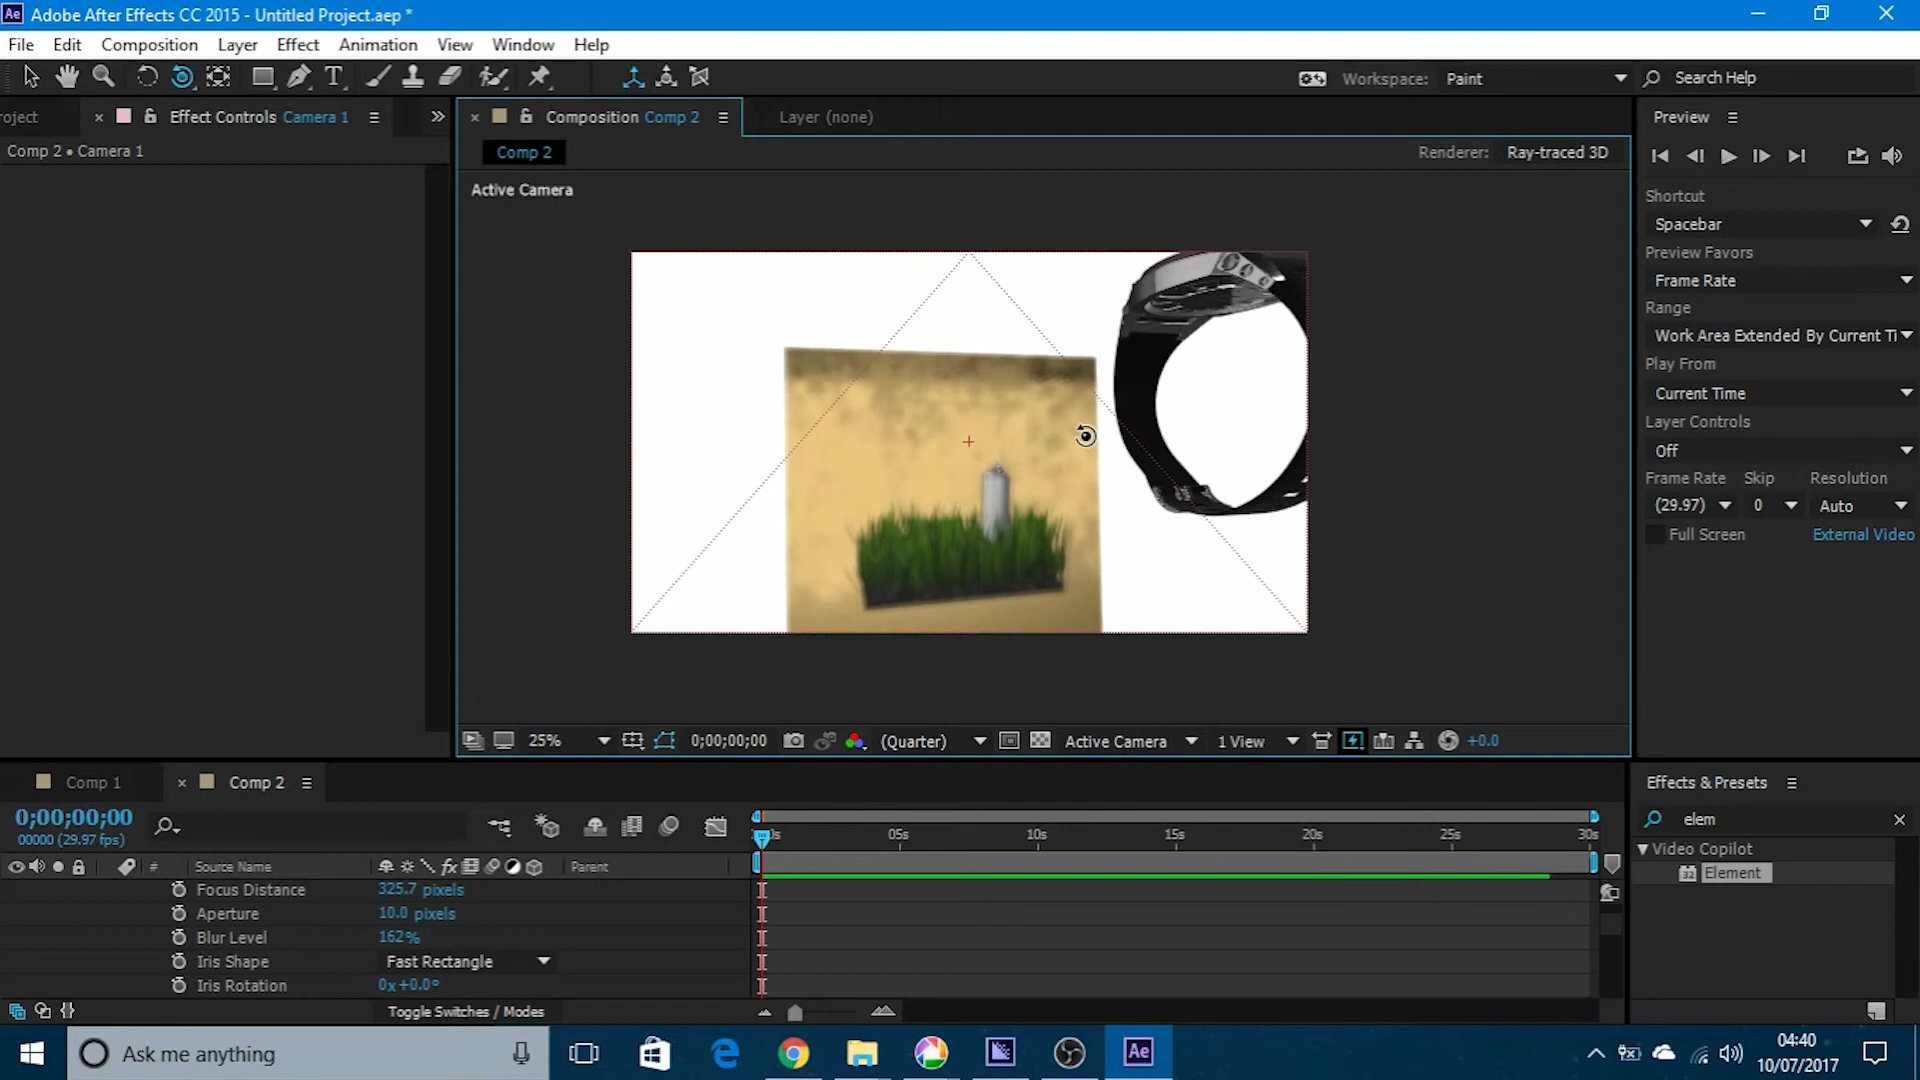 Ae Adobe After Effects CC 2015 - Untitled Project.aep *
File Edit Composition Layer Effect Animation View Window Help
T Workspace: Paint Search Help
roject × Effect Controls Camera 1 » × Composition Comp 2 Layer (none) Preview
Comp 2 • Camera 1
Comp 2 Renderer: Ray-traced 3D
Active Camera
Shortcut
Spacebar
Preview Favors
Frame Rate
Range
Work Area Extended By Current Ti
Play From
Current Time
Layer Controls
Off
Frame Rate Skip Resolution
(29.97) 0 Auto
Full Screen External Video
25% 0;00;00;00 (Quarter) Active Camera 1 View +0.0
Comp 1 × Comp 2 Effects & Presets
0;00;00;00
00000 (29.97 fps)
elem ×
0s 05s 10s 15s 20s 25s 30s
Video Copilot
32 Element
# Source Name fx Parent
Focus Distance 325.7 pixels
Aperture 10.0 pixels
Blur Level 162%
Iris Shape Fast Rectangle
Iris Rotation 0x+0.0°
Toggle Switches / Modes
Ask me anything Ae 04:40
10/07/2017